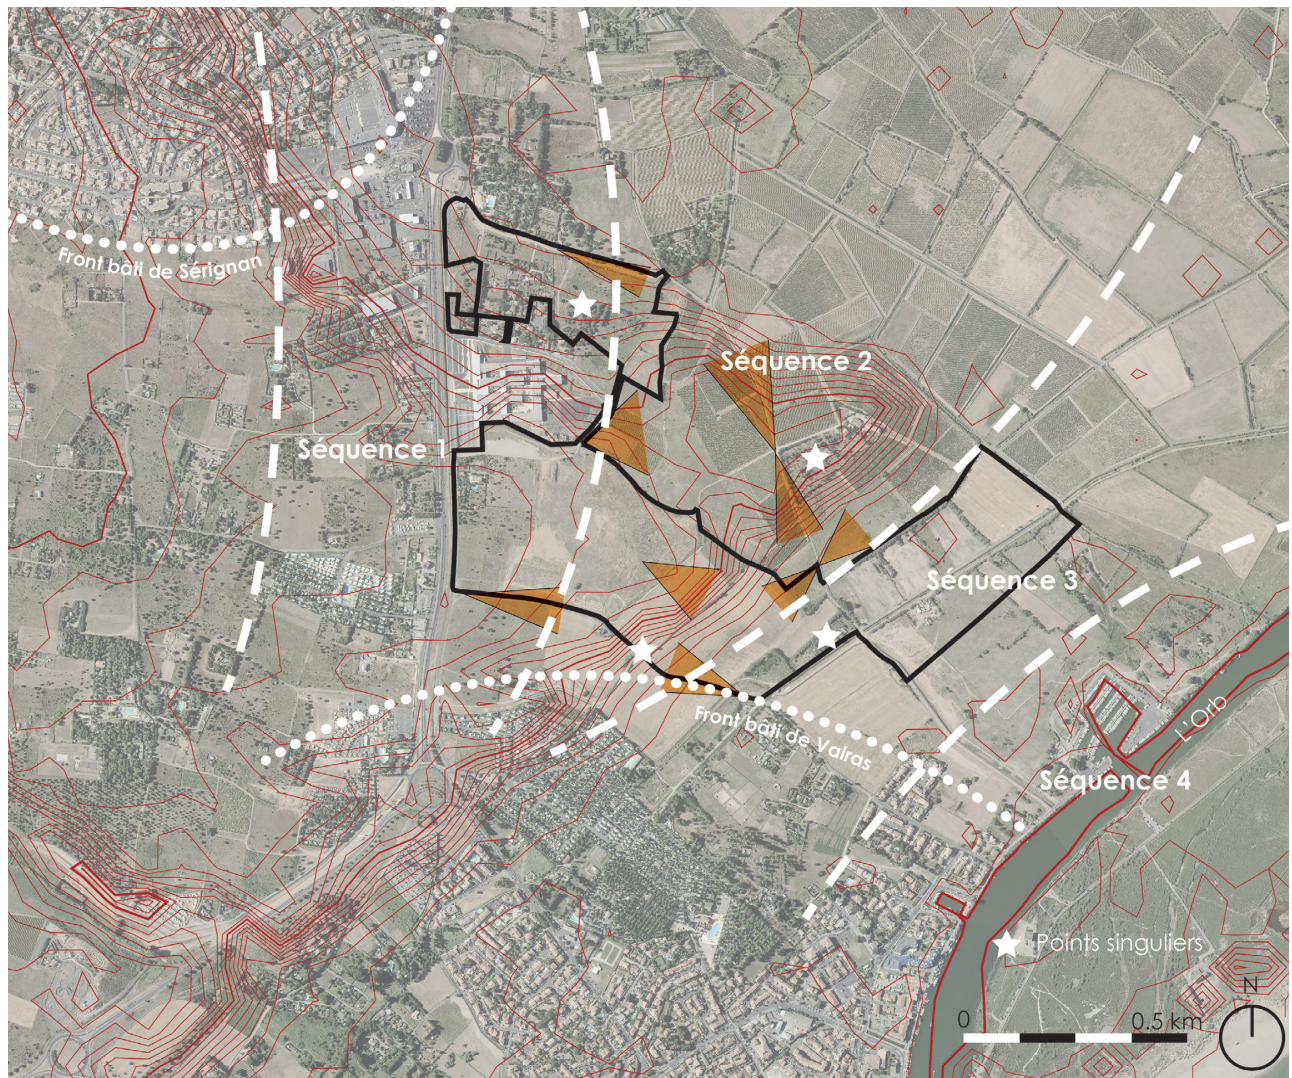 Front bâti de Sérignan
Séquence 2
Séquence 1
Séquence 3
L'Orb
Front bâti de Valras
Séquence 4
Points singuliers
N
0
0.5 km